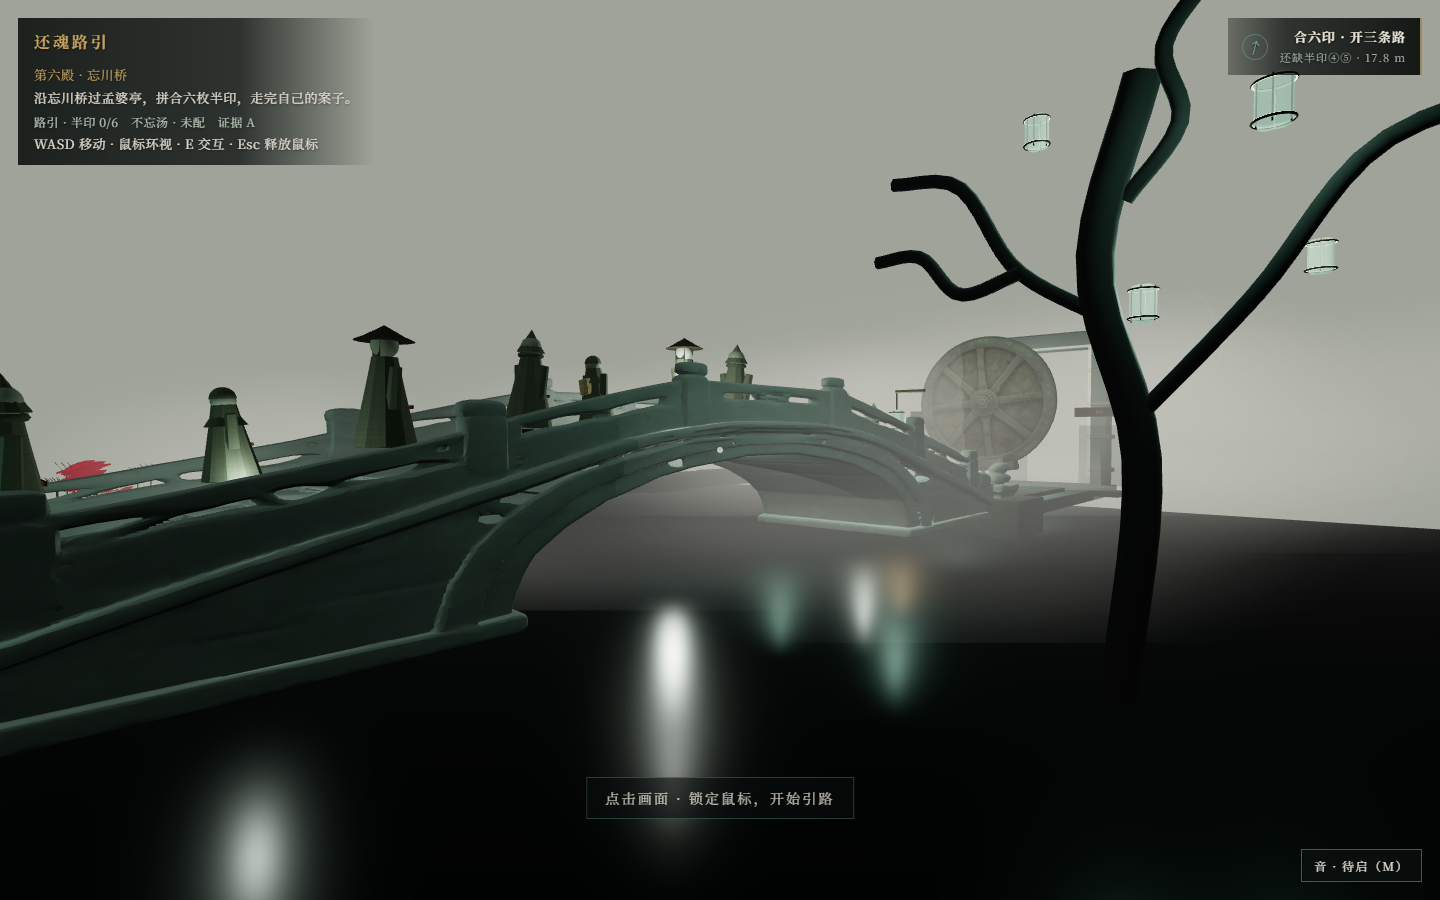 还魂路引
第六殿 · 忘川桥
沿忘川桥过孟婆亭，拼合六枚半印，走完自己的案子。
路引 · 半印 0/6 不忘汤 · 未配 证据 A
WASD 移动 · 鼠标环视 · E 交互 · Esc 释放鼠标
合六印 · 开三条路
还缺半印④⑤ · 17.8 m
点击画面 · 锁定鼠标，开始引路
音 · 待启（M）